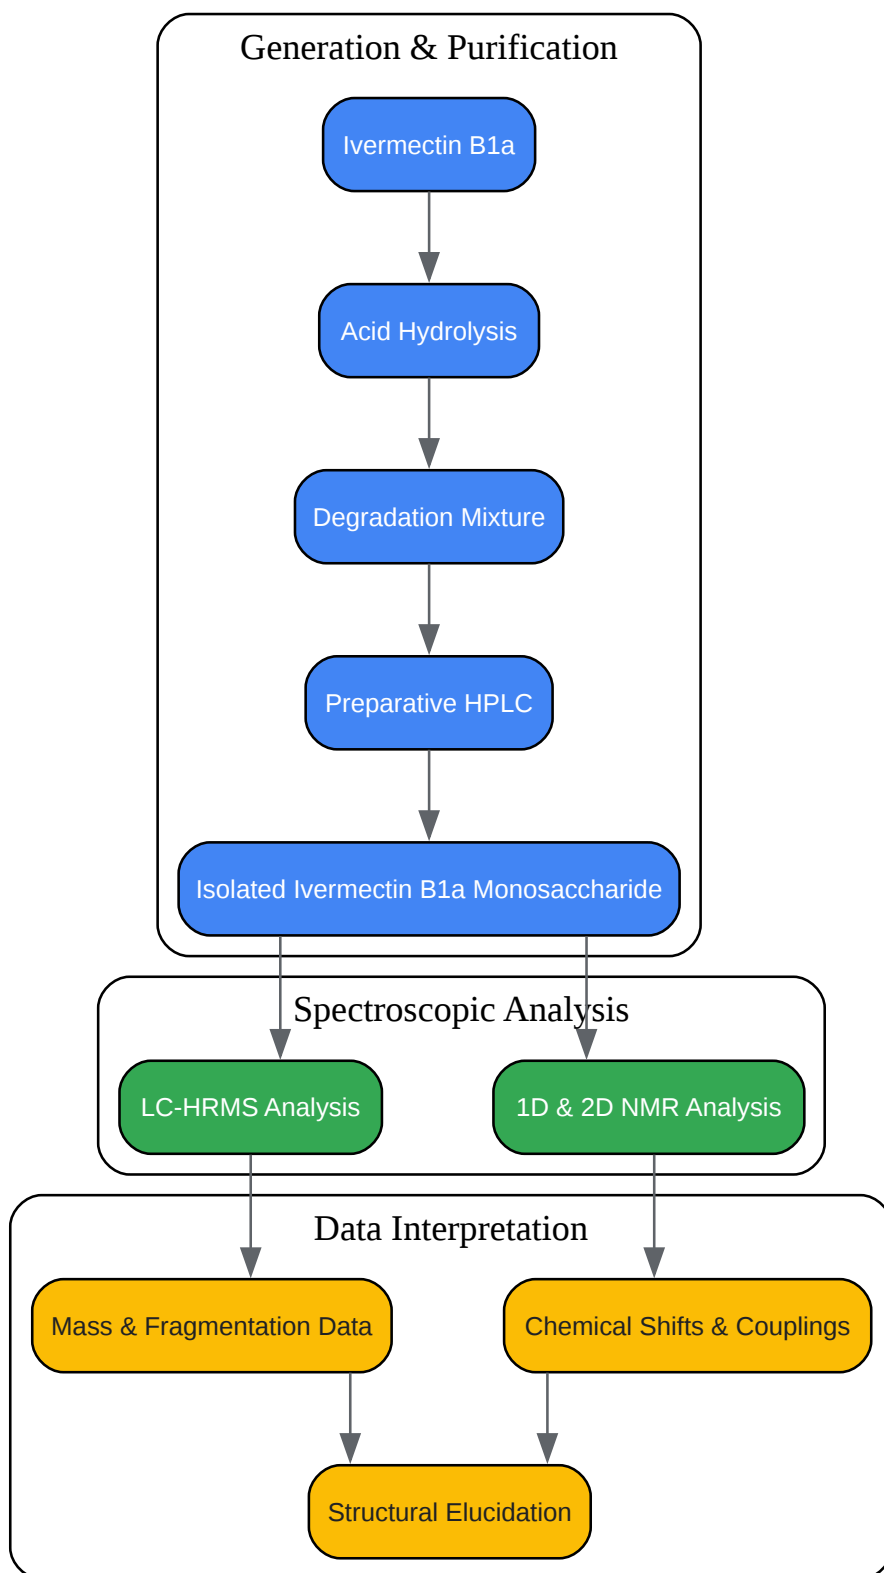 Generation & Purification
Ivermectin B1a
Acid Hydrolysis
Degradation Mixture
Preparative HPLC
Isolated Ivermectin B1a Monosaccharide
Spectroscopic Analysis
LC-HRMS Analysis
1D & 2D NMR Analysis
Data Interpretation
Mass & Fragmentation Data
Chemical Shifts & Couplings
Structural Elucidation